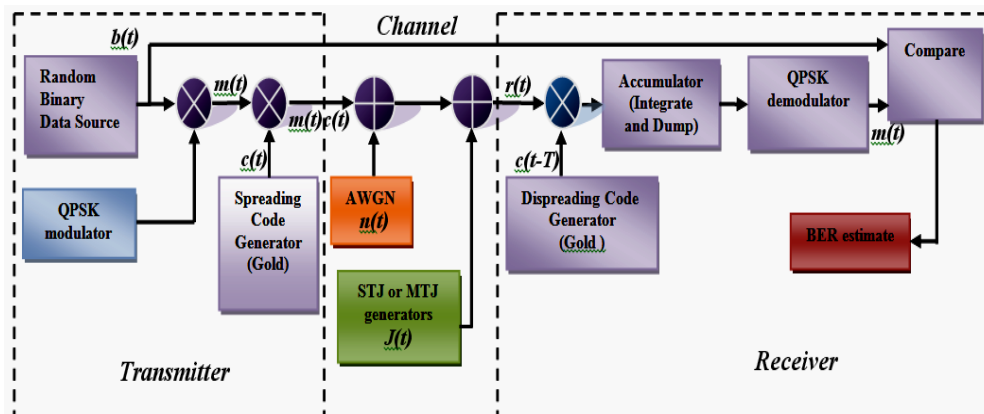 Channel
b(t)
Random
Binary
Data Source
m(t)
m(t)c(t)
c(t)
QPSK
modulator
Spreading
Code
Generator
(Gold)
AWGN
n(t)
STJ or MTJ
generators
J(t)
Transmitter
r(t)
Accumulator
(Integrate
and Dump)
QPSK
demodulator
Compare
m(t)
c(t-T)
Dispreading Code
Generator
(Gold )
BER estimate
Receiver